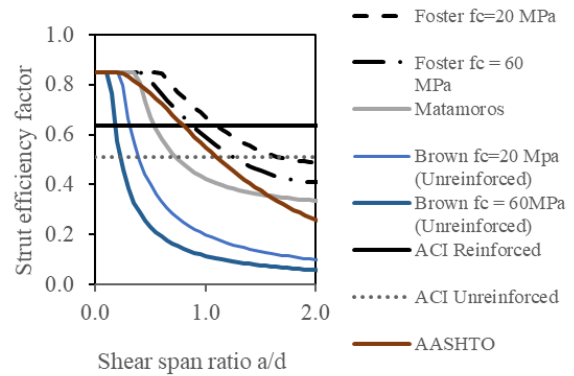 1.0
0.8
0.6
0.4
0.2
0.0
Strut efficiency factor
0.0 1.0 2.0
Shear span ratio a/d
Foster fc=20 MPa
Foster fc = 60
MPa
Matamoros
Brown fc=20 Mpa
(Unreinforced)
Brown fc = 60MPa
(Unreinforced)
ACI Reinforced
ACI Unreinforced
AASHTO